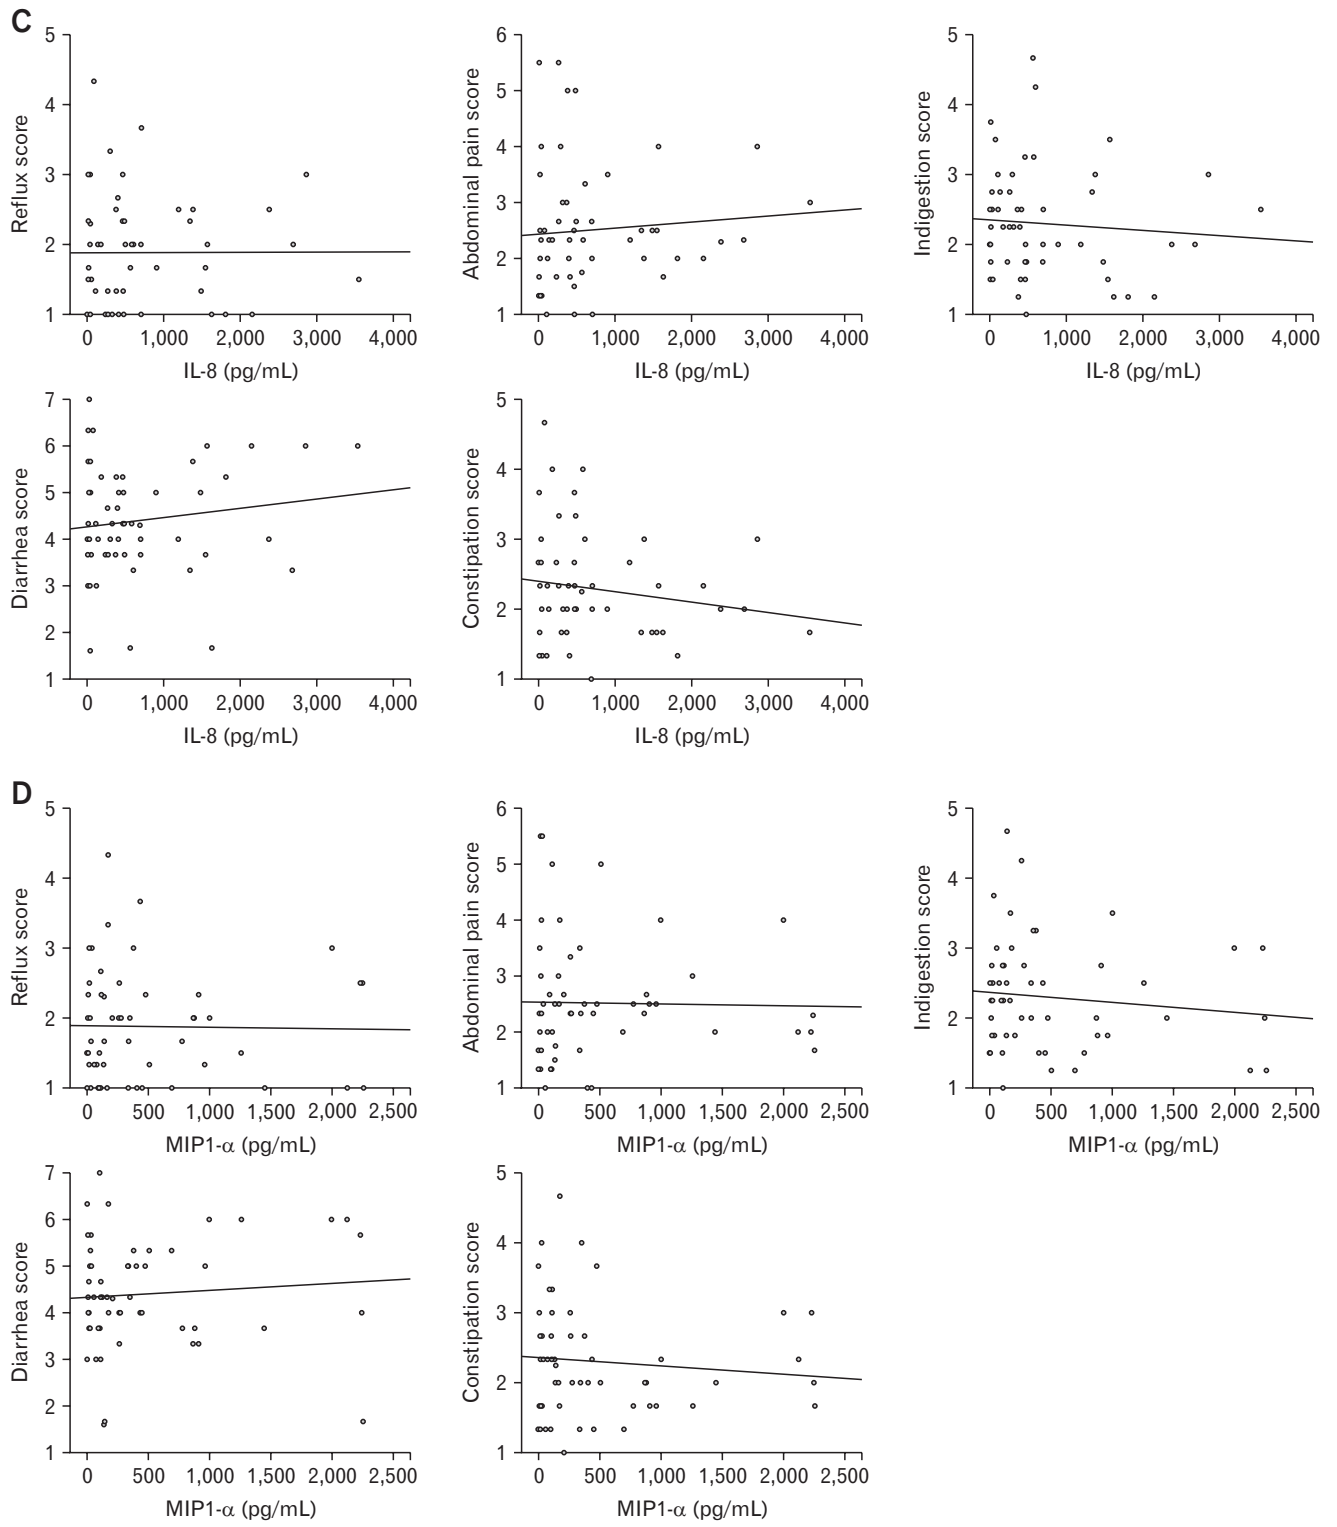 C
Reflux score
5
4
3
2
1
0 1,000 2,000 3,000 4,000
IL-8 (pg/mL)
Abdominal pain score
6
5
4
3
2
1
0 1,000 2,000 3,000 4,000
IL-8 (pg/mL)
Indigestion score
5
4
3
2
1
0 1,000 2,000 3,000 4,000
IL-8 (pg/mL)
Diarrhea score
7
6
5
4
3
2
1
0 1,000 2,000 3,000 4,000
IL-8 (pg/mL)
Constipation score
5
4
3
2
1
0 1,000 2,000 3,000 4,000
IL-8 (pg/mL)
D
Reflux score
5
4
3
2
1
0 500 1,000 1,500 2,000 2,500
MIP1-α (pg/mL)
Abdominal pain score
6
5
4
3
2
1
0 500 1,000 1,500 2,000 2,500
MIP1-α (pg/mL)
Indigestion score
5
4
3
2
1
0 500 1,000 1,500 2,000 2,500
MIP1-α (pg/mL)
Diarrhea score
7
6
5
4
3
2
1
0 500 1,000 1,500 2,000 2,500
MIP1-α (pg/mL)
Constipation score
5
4
3
2
1
0 500 1,000 1,500 2,000 2,500
MIP1-α (pg/mL)